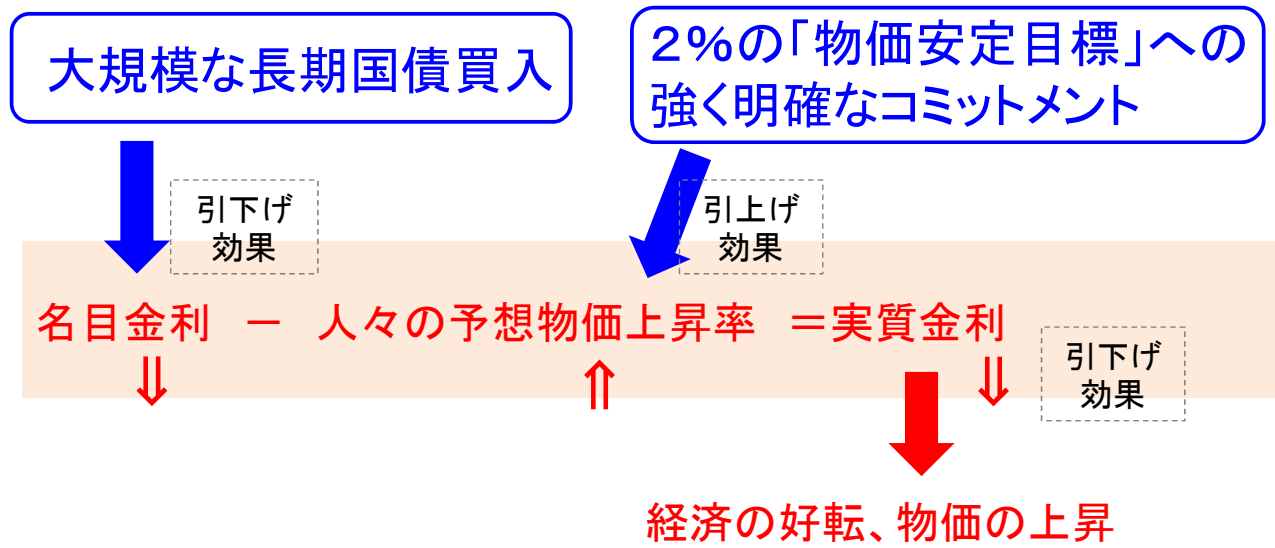 大規模な長期国債買入
2%の「物価安定目標」への
強く明確なコミットメント
引下げ
効果
引上げ
効果
名目金利 － 人々の予想物価上昇率 ＝実質金利
⇓ ⇑ ⇓
引下げ
効果
経済の好転、物価の上昇